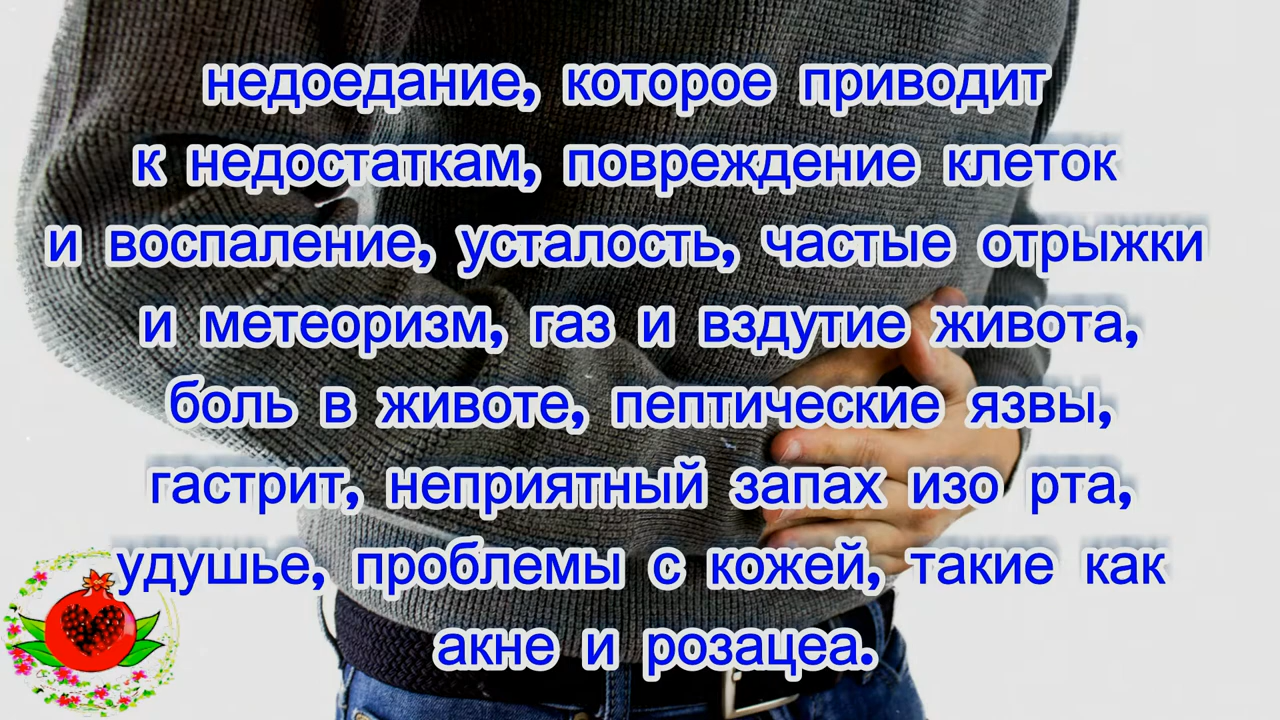 недоедание, которое приводит
к недостаткам, повреждение клеток
и воспаление, усталость, частые отрыжки
и метеоризм, газ и вздутие живота,
боль в животе, пептические язвы,
гастрит, неприятный запах изо рта,
удушье, проблемы с кожей, такие как
акне и розацеа.